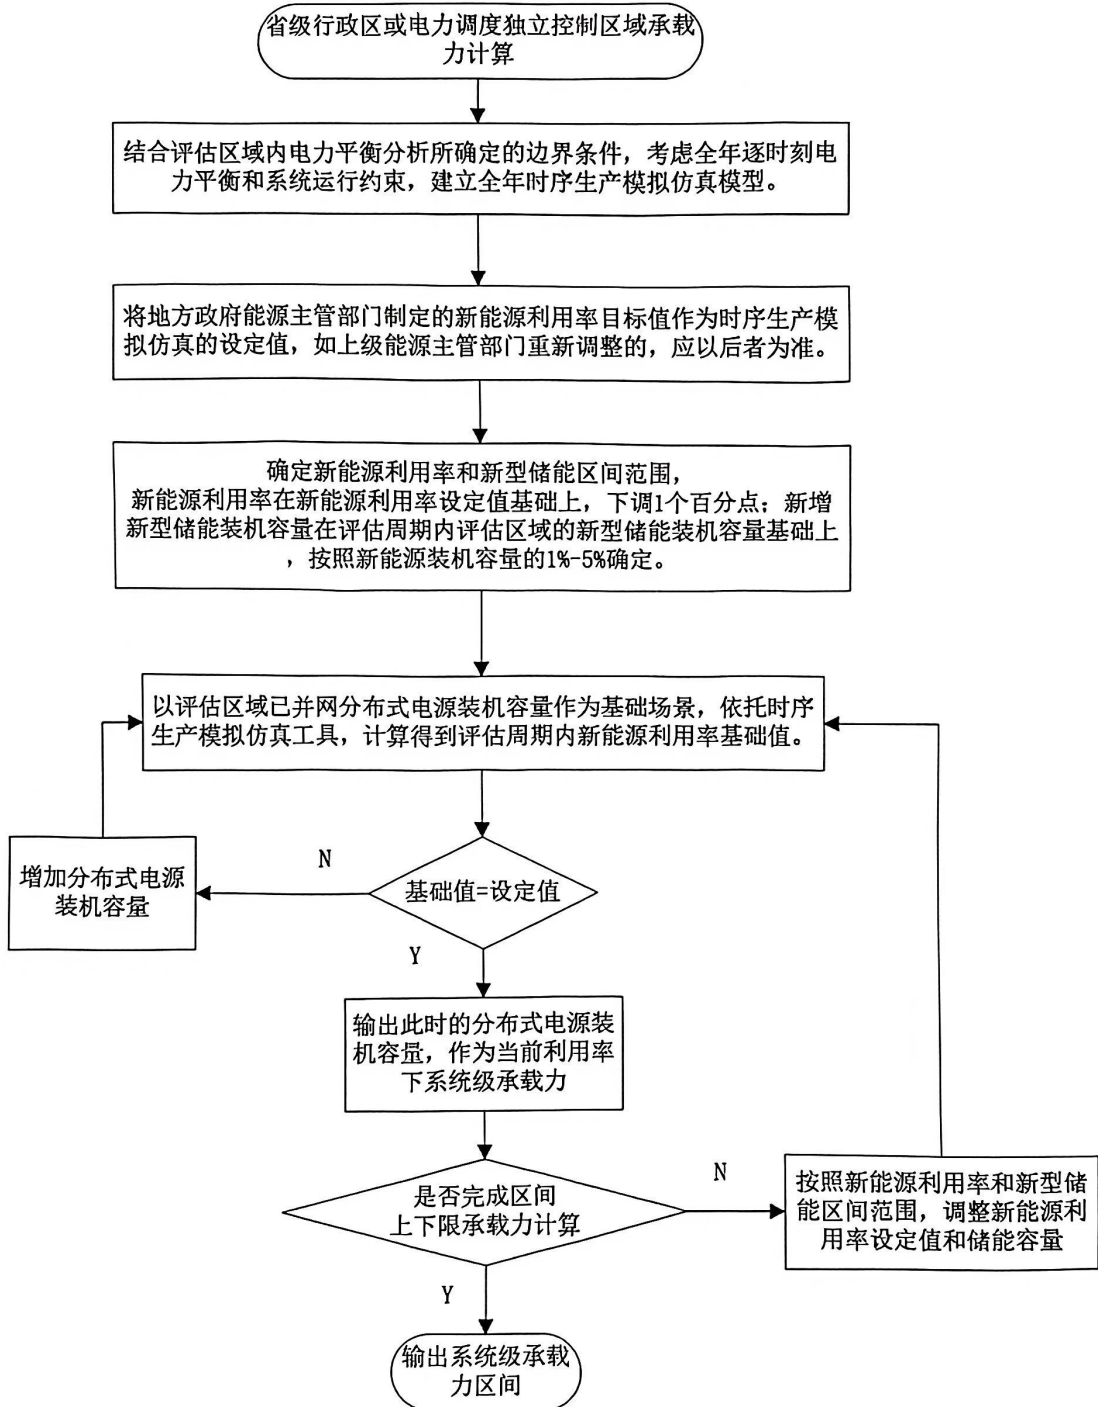 省级行政区或电力调度独立控制区域承载
力计算
结合评估区域内电力平衡分析所确定的边界条件，考虑全年逐时刻电
力平衡和系统运行约束，建立全年时序生产模拟仿真模型。
将地方政府能源主管部门制定的新能源利用率目标值作为时序生产模
拟仿真的设定值，如上级能源主管部门重新调整的，应以后者为准。
确定新能源利用率和新型储能区间范围，
新能源利用率在新能源利用率设定值基础上，下调1个百分点；新增
新型储能装机容量在评估周期内评估区域的新型储能装机容量基础上
，按照新能源装机容量的1%-5%确定。
以评估区域已并网分布式电源装机容量作为基础场景，依托时序
生产模拟仿真工具，计算得到评估周期内新能源利用率基础值。
增加分布式电源
装机容量
N
基础值=设定值
Y
输出此时的分布式电源装
机容量，作为当前利用率
下系统级承载力
是否完成区间
上下限承载力计算
N
按照新能源利用率和新型储
能区间范围，调整新能源利
用率设定值和储能容量
Y
输出系统级承载
力区间